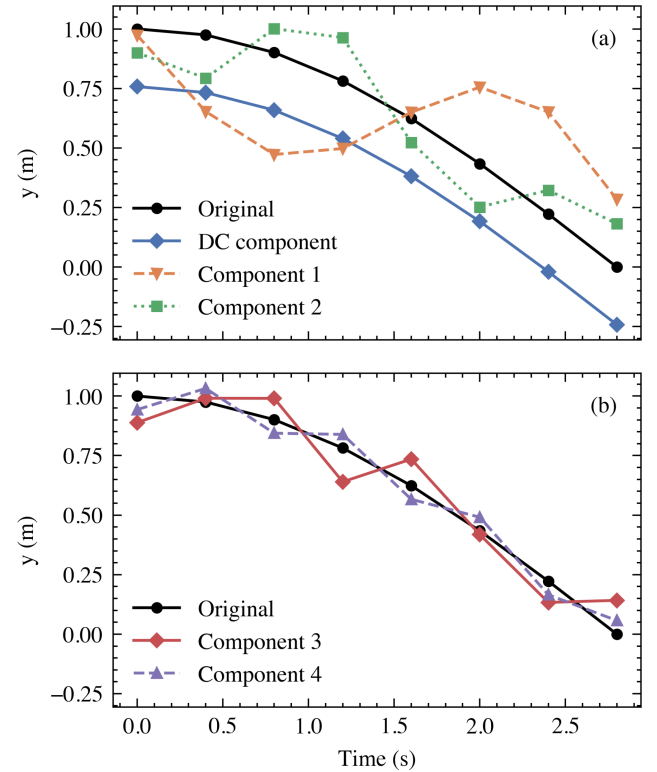 1.00
(a)
0.75
0.50
y (m)
0.25
Original
DC component
0.00
Component 1
Component 2
−0.25
1.00
(b)
0.75
0.50
y (m)
0.25
Original
0.00
Component 3
Component 4
−0.25
0.0 0.5 1.0 1.5 2.0 2.5
Time (s)